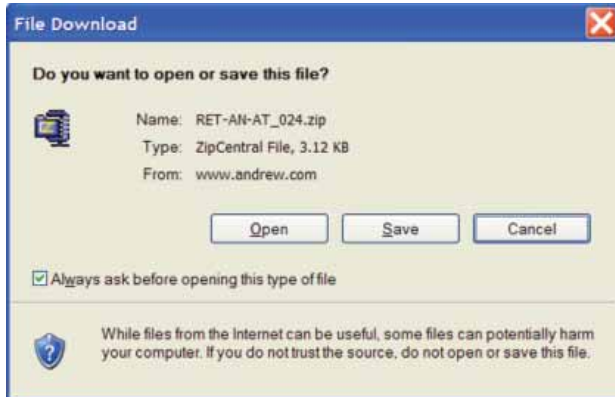 File Download
Do you want to open or save this file?
Name: RET-AN-AT_024.zip
Type: ZipCentral File, 3.12 KB
From: www.andrew.com
Open Save Cancel
Always ask before opening this type of file
While files from the Internet can be useful, some files can potentially harm
your computer. If you do not trust the source, do not open or save this file.